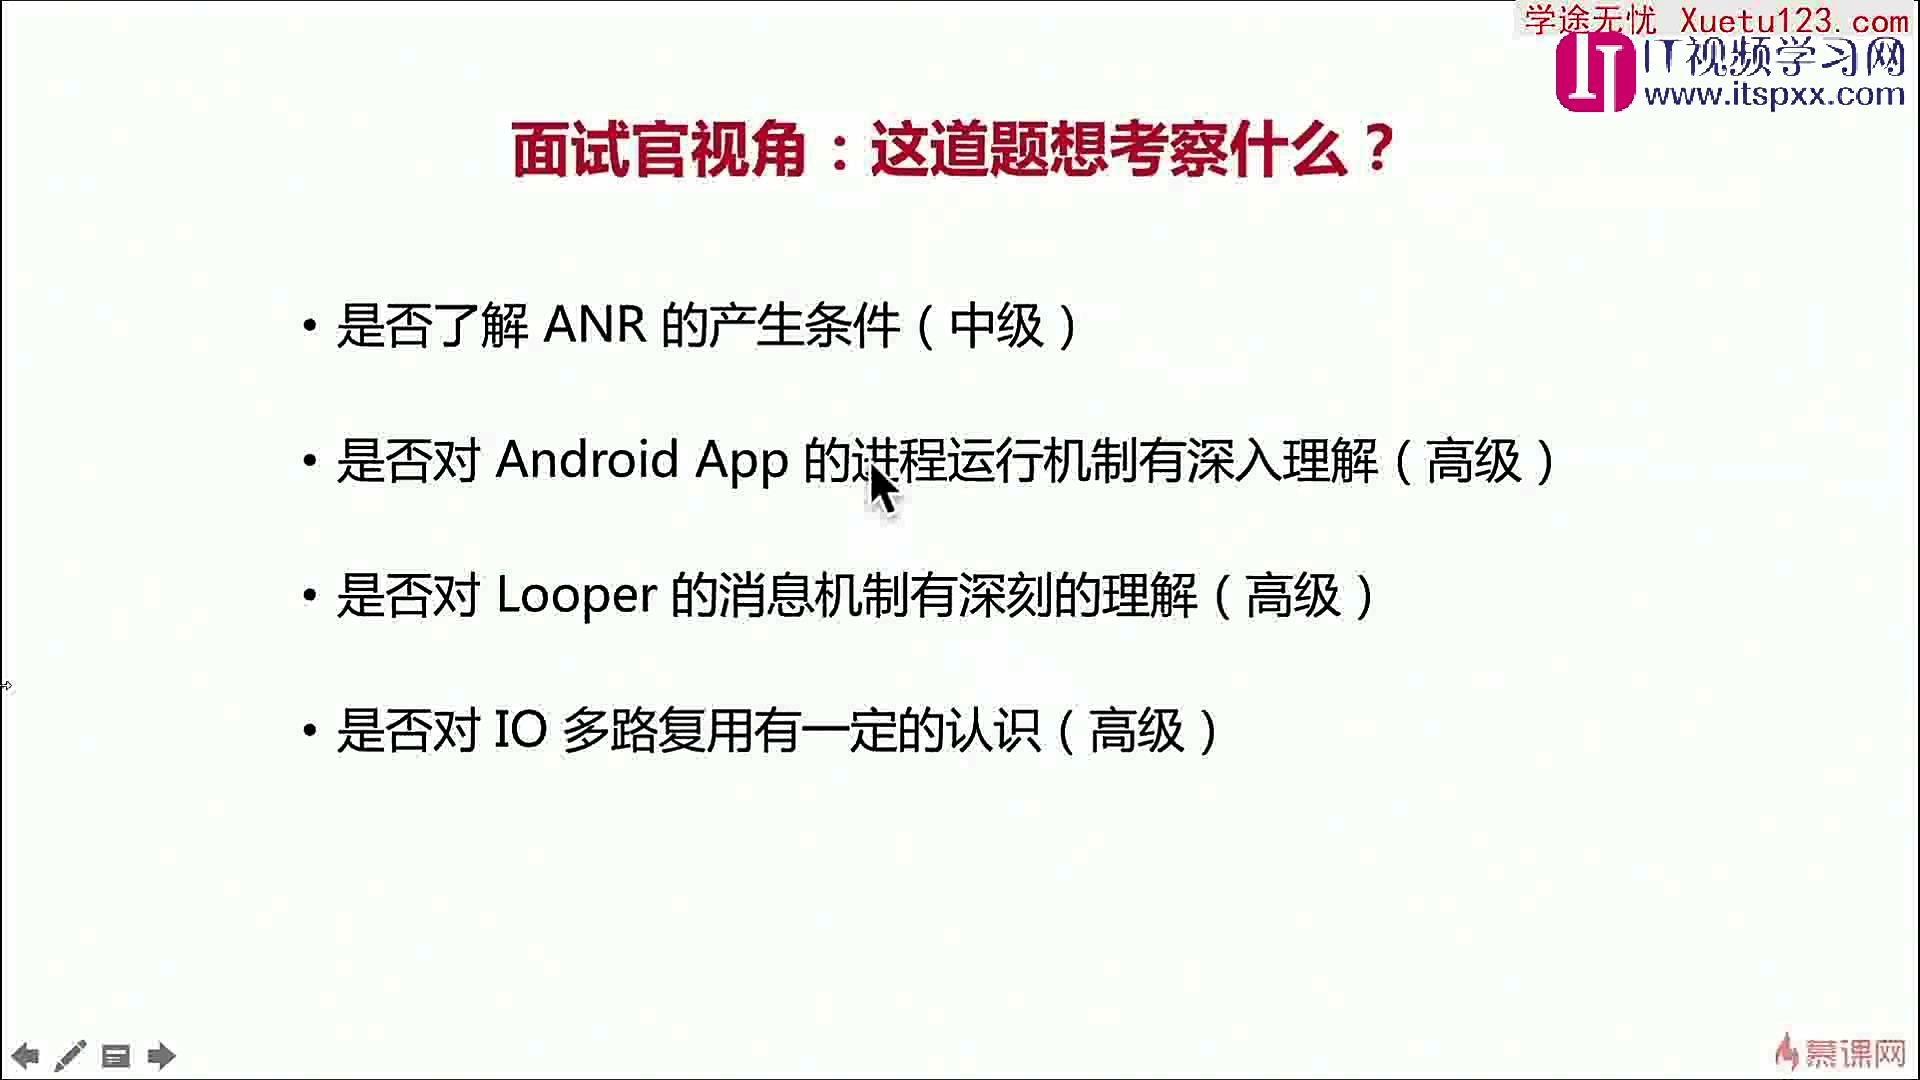 学途无忧 Xuetu123.com
IT视频学习网
www.itspxx.com
面试官视角：这道题想考察什么？
• 是否了解 ANR 的产生条件（中级）
• 是否对 Android App 的进程运行机制有深入理解（高级）
• 是否对 Looper 的消息机制有深刻的理解（高级）
• 是否对 IO 多路复用有一定的认识（高级）
慕课网